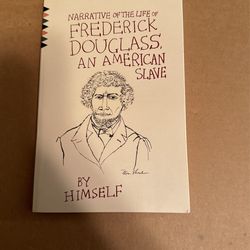 NARRATIVE OF THE LIFE OF
FREDERICK
DOUGLASS,
AN AMERICAN
SLAVE
BY
HIMSELF